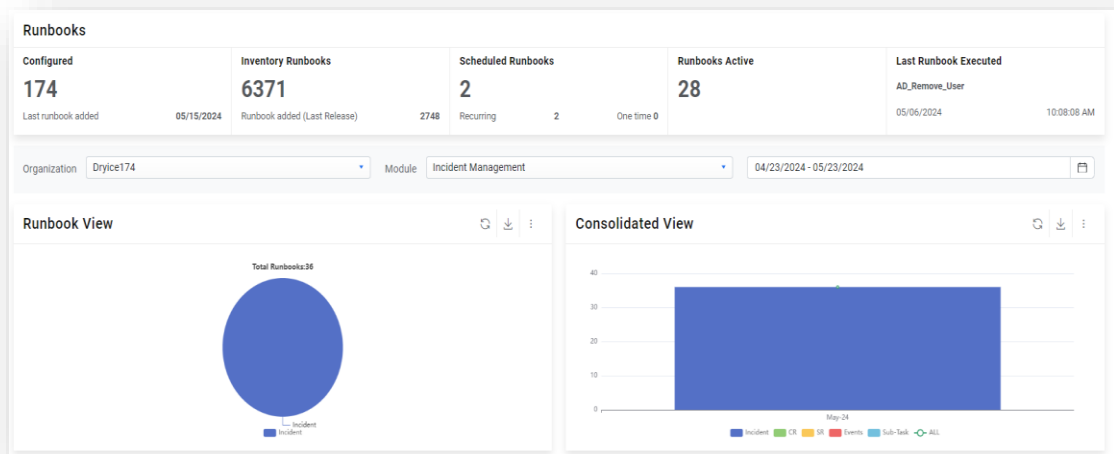 Runbooks
Configured
174
Last runbook added 05/15/2024
Inventory Runbooks
6371
Runbook added (Last Release) 2748
Scheduled Runbooks
2
Recurring 2 One time 0
Runbooks Active
28
Last Runbook Executed
AD_Remove_User
05/06/2024 10:08:08 AM
Organization Dryice174 Module Incident Management 04/23/2024 - 05/23/2024
Runbook View
Total Runbooks:36
Incident
Incident
Consolidated View
40
30
20
10
0
May-24
Incident CR SR Events Sub-Task ALL